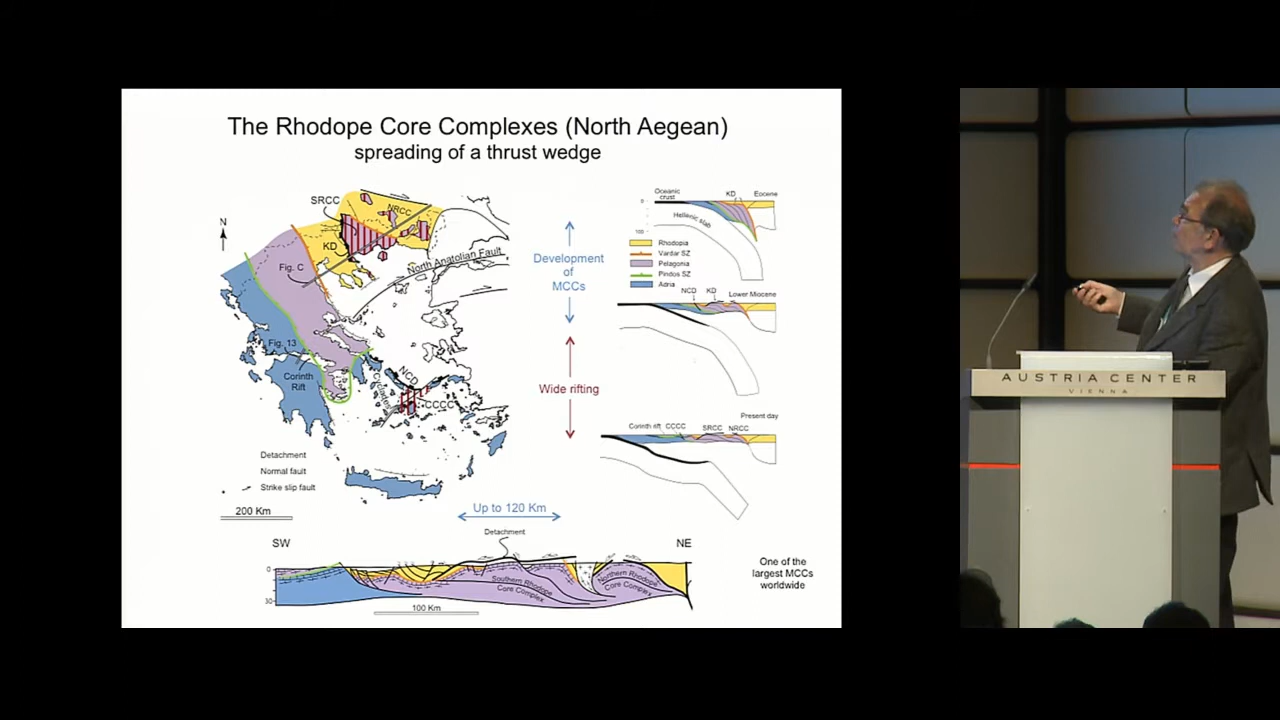 The Rhodope Core Complexes (North Aegean)
spreading of a thrust wedge
SRCC
NRCC
N
KD
Fig. C
North Anatolian Fault
Fig. 13
Corinth
Rift
NCD
CCCC
Detachment
Normal fault
Strike slip fault
200 Km
Development
of
MCCs
Wide rifting
Oceanic
crust
KD
Eocene
0
Hellenic slab
100
Rhodopia
Vardar SZ
Pelagonia
Pindos SZ
Adria
NCD
KD
Lower Miocene
Present day
Corinth rift
CCCC
SRCC
NRCC
Up to 120 Km
Detachment
SW
NE
0
30
Southern Rhodope
Core Complex
Northern Rhodope
Core Complex
100 Km
One of the
largest MCCs
worldwide
AUSTRIA CENTER
VIENNA